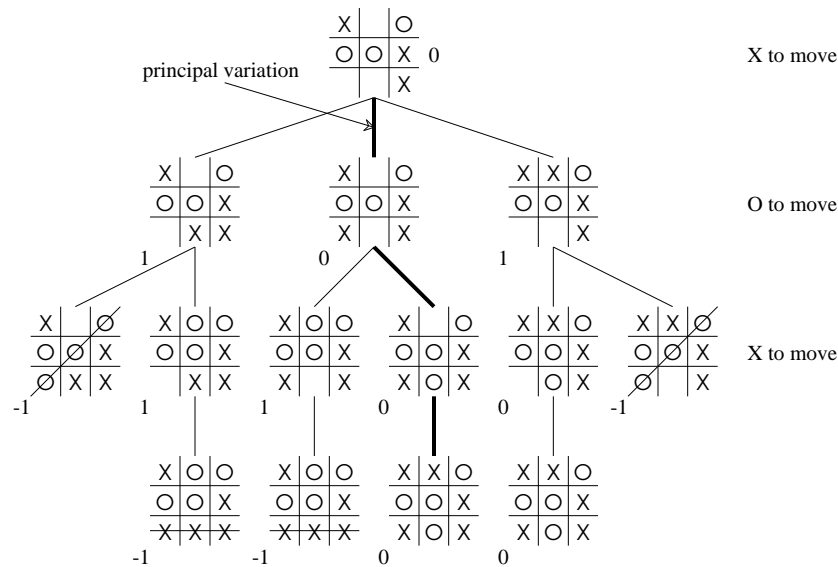 X O
O O X 0 X to move
principal variation
X
X O X O X X O
O O X O O X O O X O to move
X X X X
1 0 1
X O X O O X O O X O X X O X X O
O O X O O X O O X O O X O O X O O X X to move
O X X X X X O X O X O X
-1 1 1 0 0 -1
X O O X O O X X O X X O
O O X O O X O O X O O X
X X X X X X X O X X O X
-1 -1 0 0